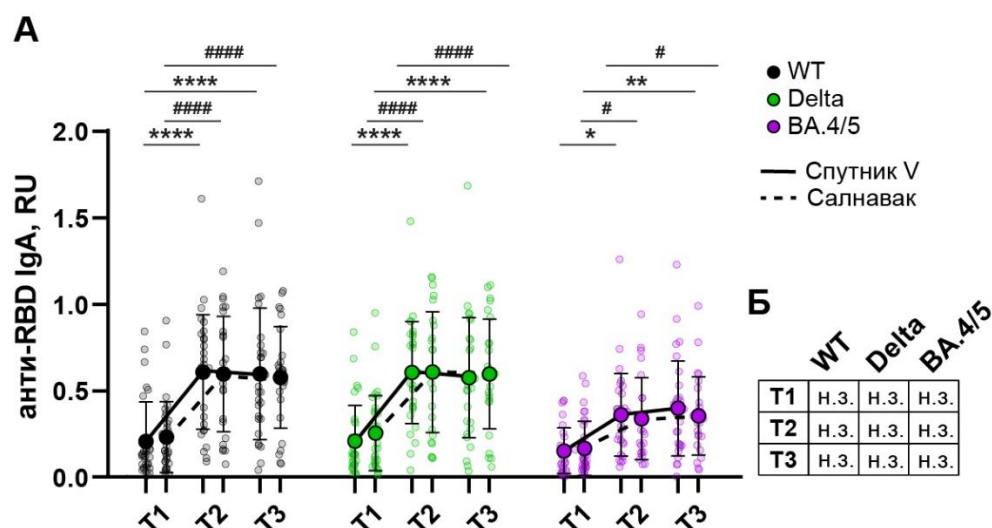 А
#### #### #
**** **** **
#### #### #
**** **** *
WT
Delta
BA.4/5
Спутник V
Салнавак
анти-RBD IgA, RU
2.0
1.5
1.0
0.5
0.0
T1 T2 T3 T1 T2 T3 T1 T2 T3
Б
WT Delta BA.4/5
T1 н.з. н.з. н.з.
T2 н.з. н.з. н.з.
T3 н.з. н.з. н.з.